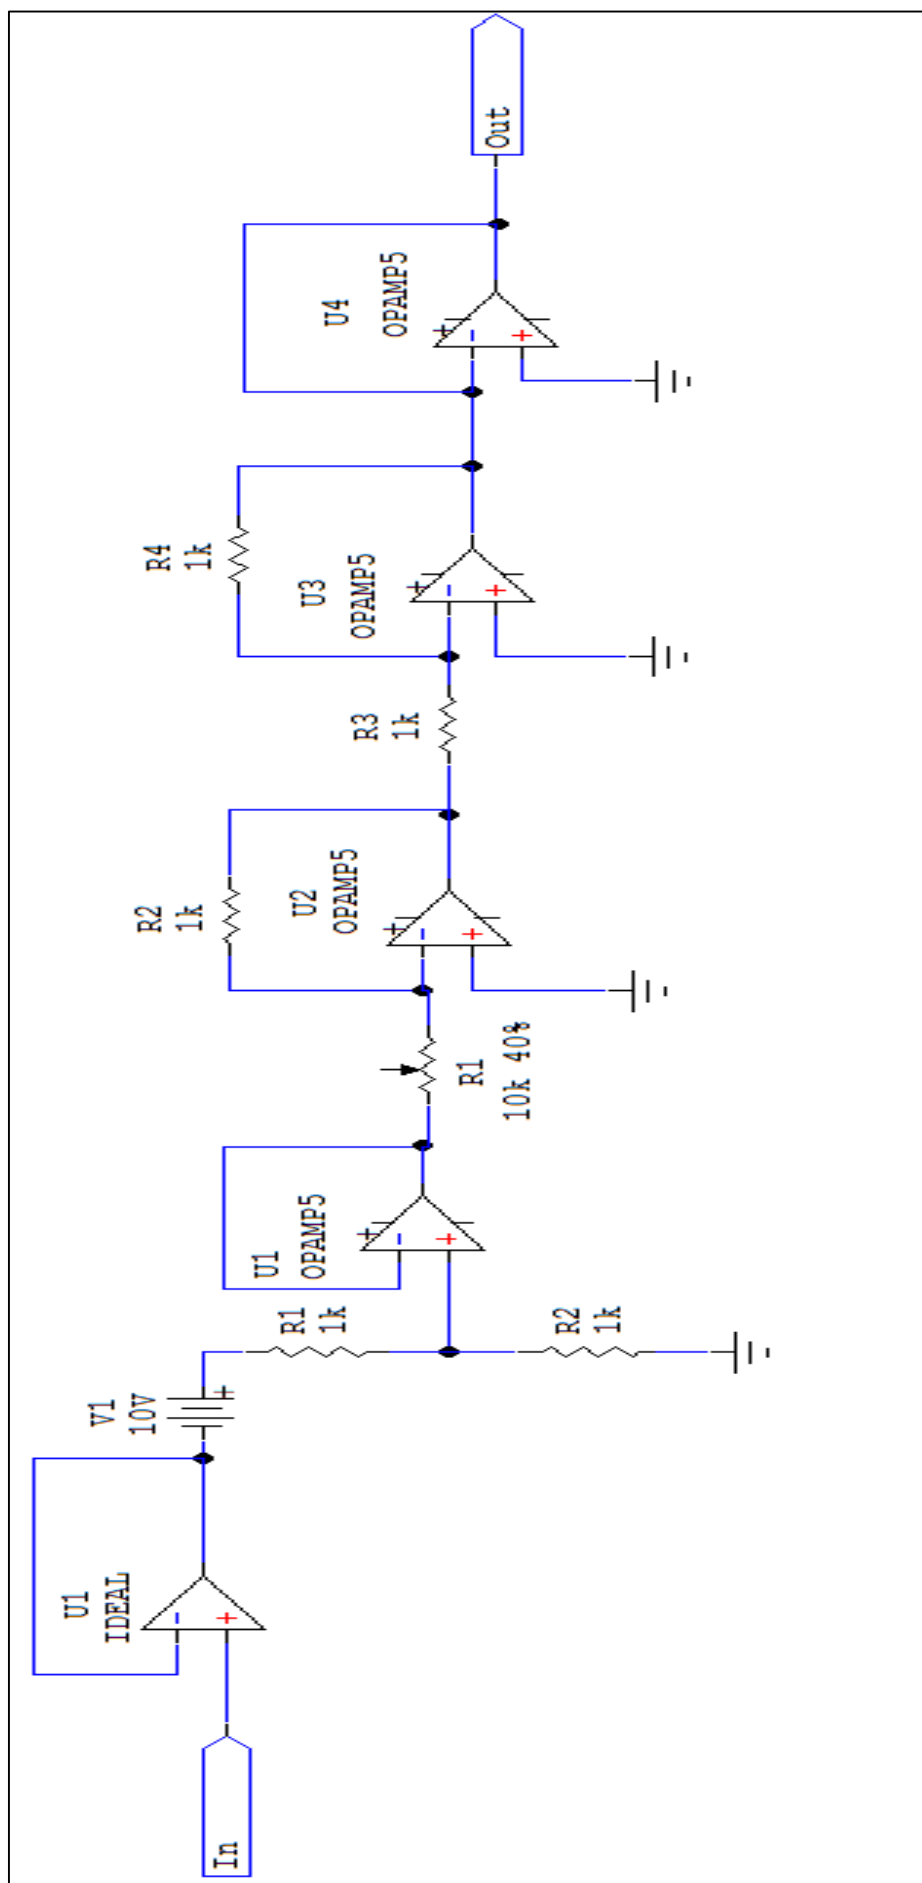 In
U1
IDEAL
V1
10V
R1
1k
R2
1k
U1
OPAMP5
R1
10k 40%
R2
1k
U2
OPAMP5
R3
1k
R4
1k
U3
OPAMP5
U4
OPAMP5
Out